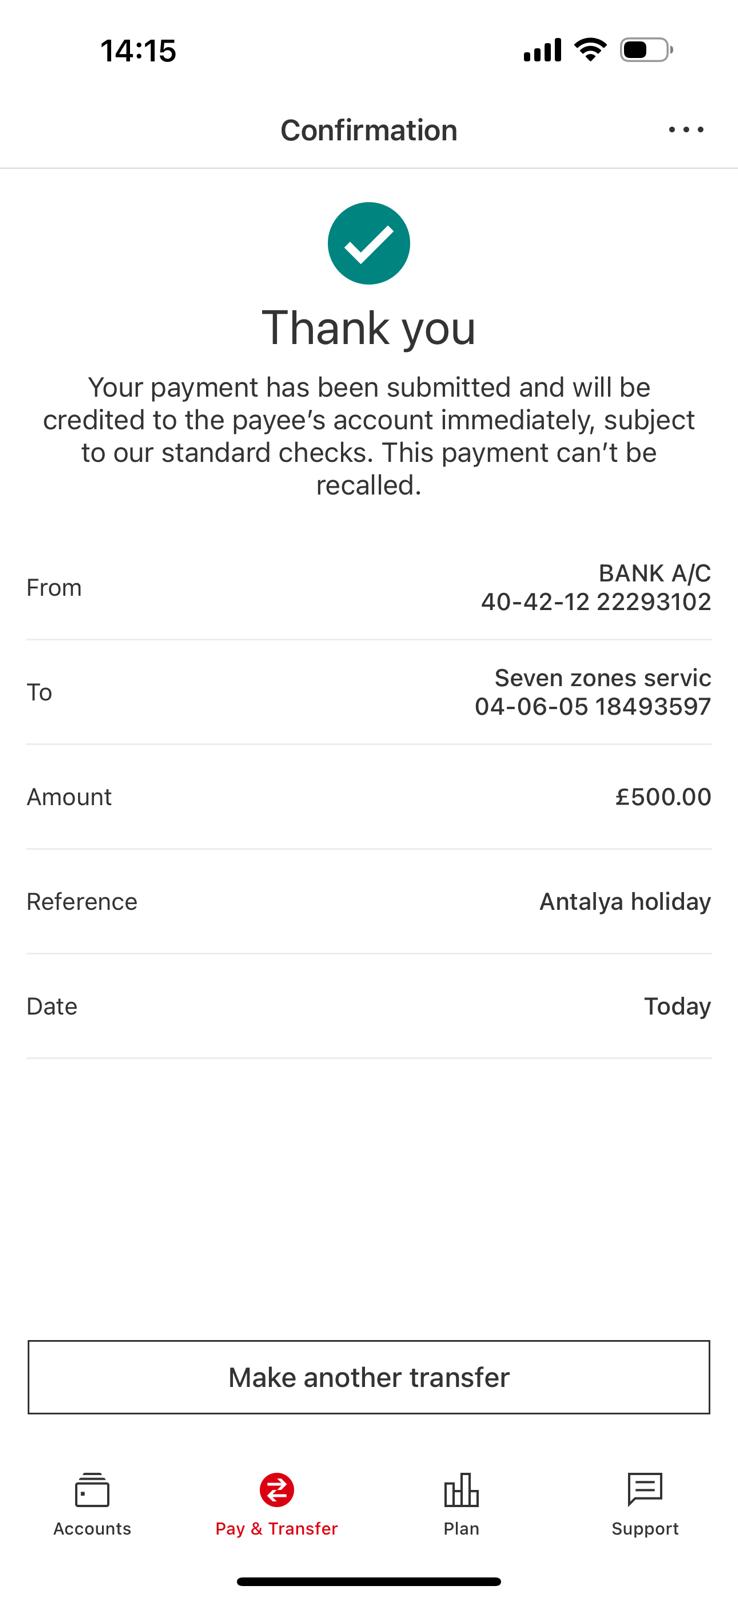 14:15
Confirmation
Thank you
Your payment has been submitted and will be
credited to the payee’s account immediately, subject
to our standard checks. This payment can’t be
recalled.
From
BANK A/C
40-42-12 22293102
To
Seven zones servic
04-06-05 18493597
Amount
£500.00
Reference
Antalya holiday
Date
Today
Make another transfer
Accounts
Pay & Transfer
Plan
Support